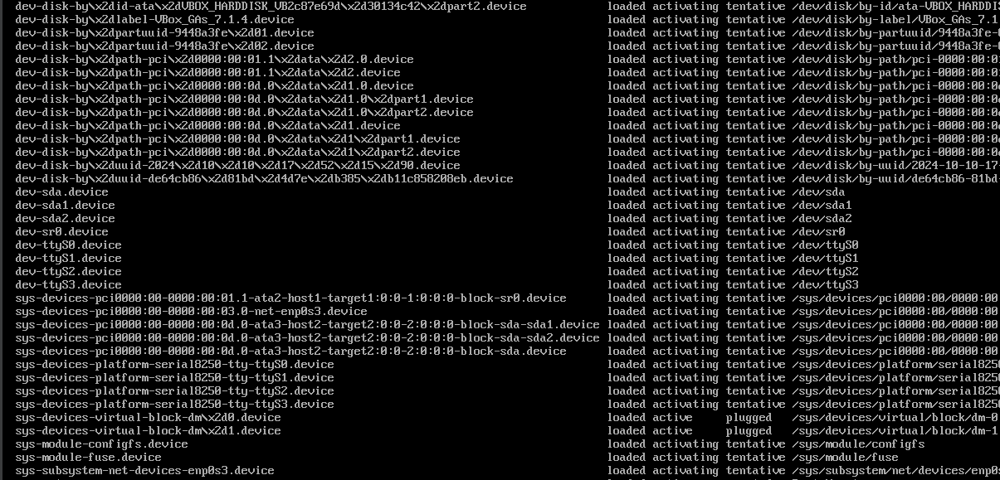 dev-disk-by\x2did-ata\x2dVBOX_HARDDISK_VB2c87e69d\x2d30134c42\x2dpart2.device loaded activating tentative /dev/disk/by-id/ata-VBOX_HARDDIS
dev-disk-by\x2dlabel-VBox_GAs_7.1.4.device loaded activating tentative /dev/disk/by-label/VBox_GAs_7.1
dev-disk-by\x2dpartuuid-9448a3fe\x2d01.device loaded activating tentative /dev/disk/by-partuuid/9448a3fe-
dev-disk-by\x2dpartuuid-9448a3fe\x2d02.device loaded activating tentative /dev/disk/by-partuuid/9448a3fe-
dev-disk-by\x2dpath-pci\x2d0000:00:01.1\x2data\x2d2.0.device loaded activating tentative /dev/disk/by-path/pci-0000:00:01
dev-disk-by\x2dpath-pci\x2d0000:00:01.1\x2data\x2d2.device loaded activating tentative /dev/disk/by-path/pci-0000:00:01
dev-disk-by\x2dpath-pci\x2d0000:00:0d.0\x2data\x2d1.0.device loaded activating tentative /dev/disk/by-path/pci-0000:00:0d
dev-disk-by\x2dpath-pci\x2d0000:00:0d.0\x2data\x2d1.0\x2dpart1.device loaded activating tentative /dev/disk/by-path/pci-0000:00:0d
dev-disk-by\x2dpath-pci\x2d0000:00:0d.0\x2data\x2d1.0\x2dpart2.device loaded activating tentative /dev/disk/by-path/pci-0000:00:0d
dev-disk-by\x2dpath-pci\x2d0000:00:0d.0\x2data\x2d1.device loaded activating tentative /dev/disk/by-path/pci-0000:00:0d
dev-disk-by\x2dpath-pci\x2d0000:00:0d.0\x2data\x2d1\x2dpart1.device loaded activating tentative /dev/disk/by-path/pci-0000:00:0d
dev-disk-by\x2dpath-pci\x2d0000:00:0d.0\x2data\x2d1\x2dpart2.device loaded activating tentative /dev/disk/by-path/pci-0000:00:0d
dev-disk-by\x2duuid-2024\x2d10\x2d10\x2d17\x2d52\x2d15\x2d90.device loaded activating tentative /dev/disk/by-uuid/2024-10-10-17-
dev-disk-by\x2duuid-de64cb86\x2d81bd\x2d4d7e\x2db385\x2db11c858208eb.device loaded activating tentative /dev/disk/by-uuid/de64cb86-81bd-
dev-sda.device loaded activating tentative /dev/sda
dev-sda1.device loaded activating tentative /dev/sda1
dev-sda2.device loaded activating tentative /dev/sda2
dev-sr0.device loaded activating tentative /dev/sr0
dev-ttyS0.device loaded activating tentative /dev/ttyS0
dev-ttyS1.device loaded activating tentative /dev/ttyS1
dev-ttyS2.device loaded activating tentative /dev/ttyS2
dev-ttyS3.device loaded activating tentative /dev/ttyS3
sys-devices-pci0000:00-0000:00:01.1-ata2-host1-target1:0:0-1:0:0:0-block-sr0.device loaded activating tentative /sys/devices/pci0000:00/0000:00
sys-devices-pci0000:00-0000:00:03.0-net-enp0s3.device loaded activating tentative /sys/devices/pci0000:00/0000:00
sys-devices-pci0000:00-0000:00:0d.0-ata3-host2-target2:0:0-2:0:0:0-block-sda-sda1.device loaded activating tentative /sys/devices/pci0000:00/0000:00
sys-devices-pci0000:00-0000:00:0d.0-ata3-host2-target2:0:0-2:0:0:0-block-sda-sda2.device loaded activating tentative /sys/devices/pci0000:00/0000:00
sys-devices-pci0000:00-0000:00:0d.0-ata3-host2-target2:0:0-2:0:0:0-block-sda.device loaded activating tentative /sys/devices/pci0000:00/0000:00
sys-devices-platform-serial8250-tty-ttyS0.device loaded activating tentative /sys/devices/platform/serial8250
sys-devices-platform-serial8250-tty-ttyS1.device loaded activating tentative /sys/devices/platform/serial8250
sys-devices-platform-serial8250-tty-ttyS2.device loaded activating tentative /sys/devices/platform/serial8250
sys-devices-platform-serial8250-tty-ttyS3.device loaded activating tentative /sys/devices/platform/serial8250
sys-devices-virtual-block-dm\x2d0.device loaded active plugged /sys/devices/virtual/block/dm-0
sys-devices-virtual-block-dm\x2d1.device loaded active plugged /sys/devices/virtual/block/dm-1
sys-module-configfs.device loaded activating tentative /sys/module/configfs
sys-module-fuse.device loaded activating tentative /sys/module/fuse
sys-subsystem-net-devices-enp0s3.device loaded activating tentative /sys/subsystem/net/devices/enp0s